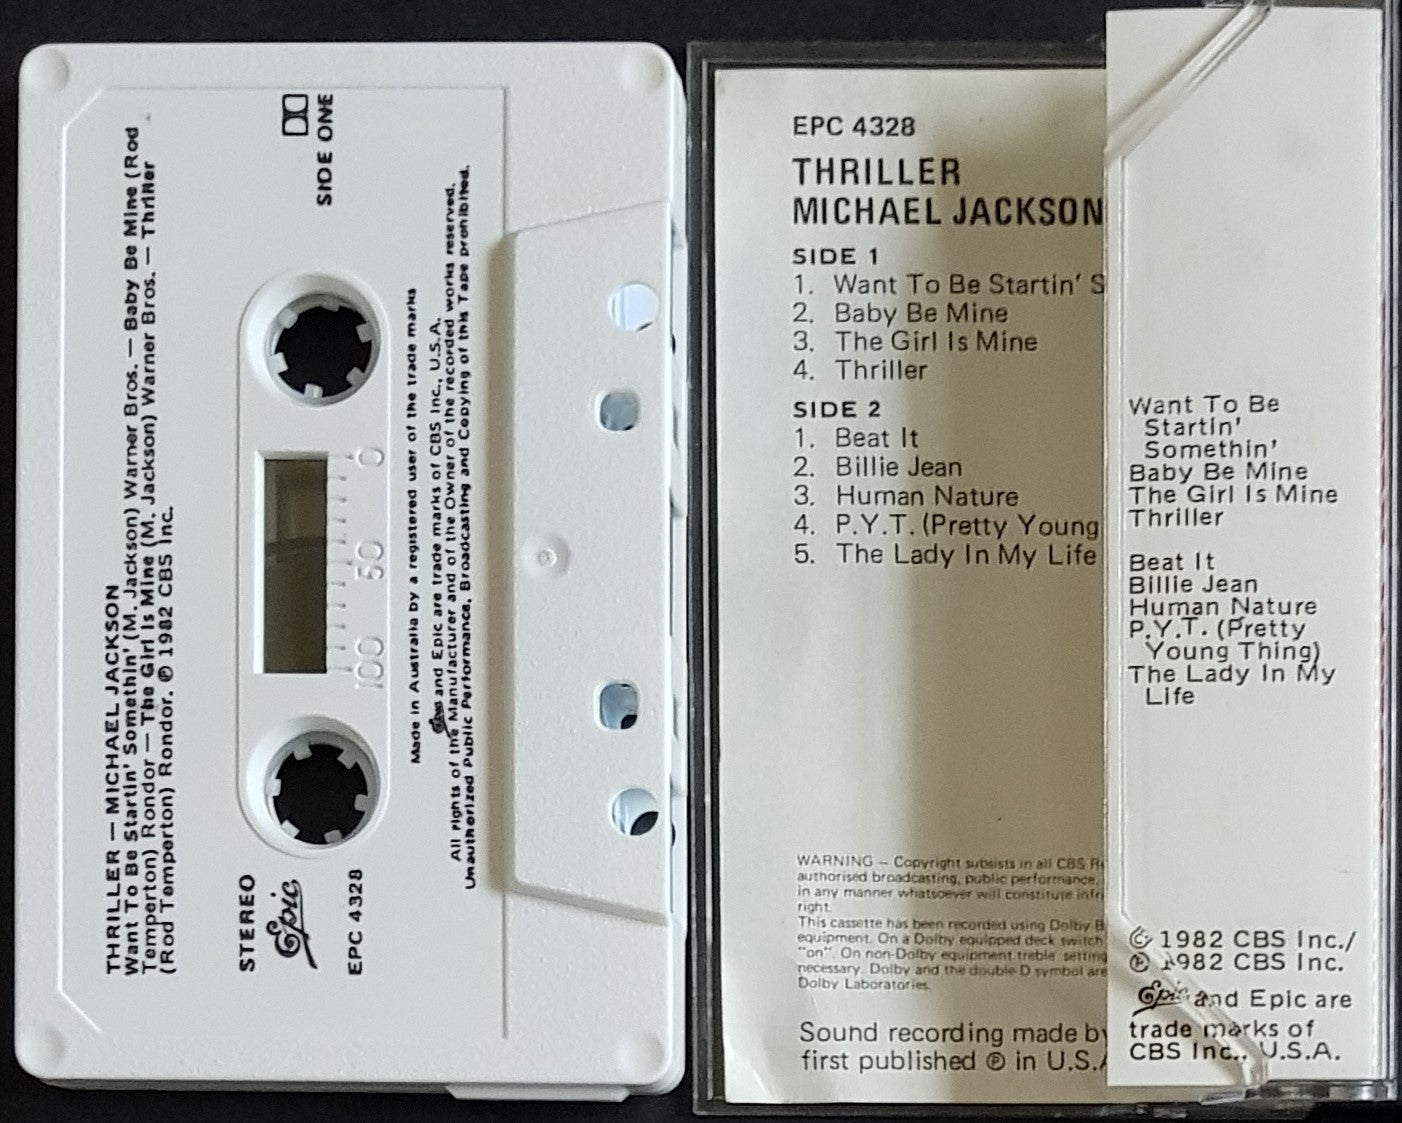 THRILLER — MICHAEL JACKSON
Want To Be Startin' Somethin' (M. Jackson) Warner Bros. — Baby Be Mine (Rod
Temperton) Rondor — The Girl Is Mine (M. Jackson) Warner Bros. — Thriller
(Rod Temperton) Rondor. ℗ 1982 CBS Inc.
SIDE ONE
STEREO
Epic
EPC 4328
100 50 0
Made in Australia by a registered user of the trade marks
Epic and Epic are trade marks of CBS Inc., U.S.A.
All rights of the Manufacturer and of the Owner of the recorded works reserved.
Unauthorized Public Performance, Broadcasting and Copying of this Tape prohibited.
EPC 4328
THRILLER
MICHAEL JACKSON
SIDE 1
1. Want To Be Startin' S
2. Baby Be Mine
3. The Girl Is Mine
4. Thriller
SIDE 2
1. Beat It
2. Billie Jean
3. Human Nature
4. P.Y.T. (Pretty Young
5. The Lady In My Life
WARNING — Copyright subsists in all CBS
authorised broadcasting, public performance,
in any manner whatsoever will constitute infri
right.
This cassette has been recorded using Dolby B
equipment. On a Dolby equipped deck switch
"on". On non-Dolby equipment treble setting
necessary. Dolby and the double D symbol are
Dolby Laboratories.
Sound recording made by
first published ℗ in U.S.A
Want To Be
Startin'
Somethin'
Baby Be Mine
The Girl Is Mine
Thriller
Beat It
Billie Jean
Human Nature
P.Y.T. (Pretty
Young Thing)
The Lady In My
Life
© 1982 CBS Inc./
℗ 1982 CBS Inc.
Epic and Epic are
trade marks of
CBS Inc., U.S.A.